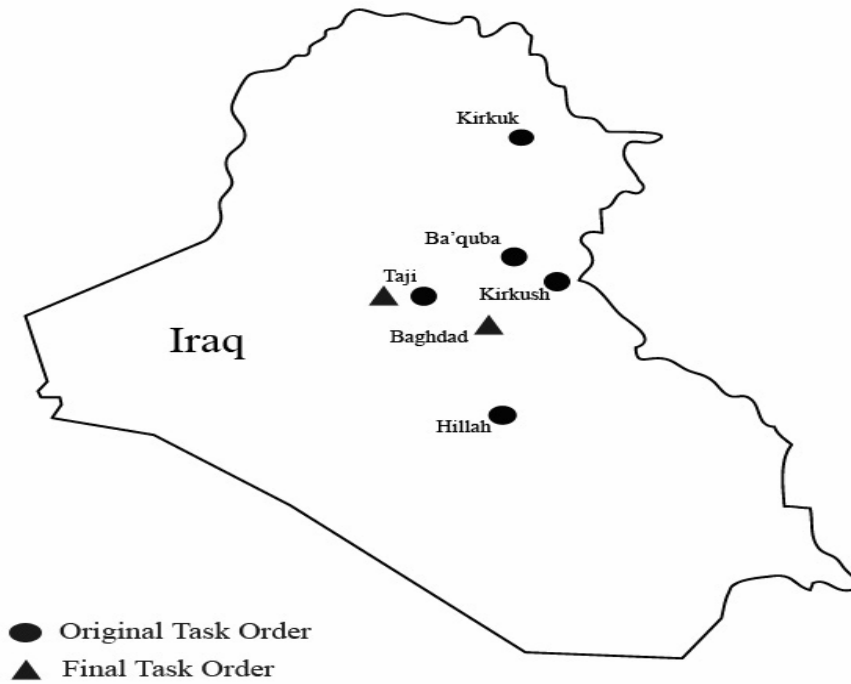 Kirkuk
Ba'quba
Taji
Kirkush
Iraq
Baghdad
Hillah
Original Task Order
Final Task Order